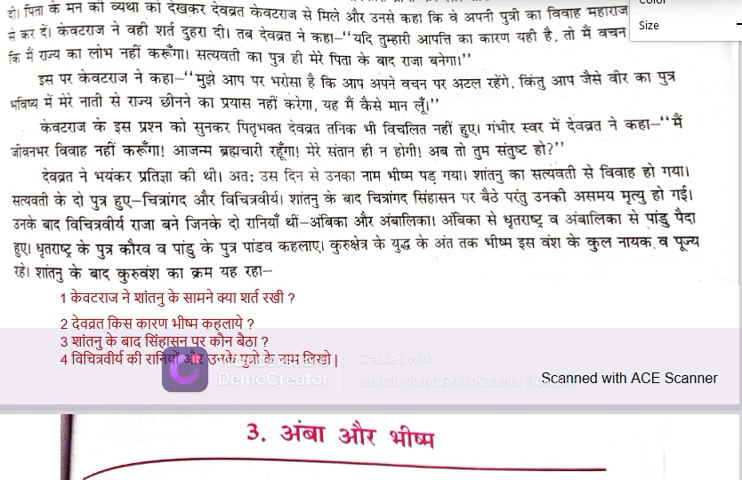 दी। पिता के मन की व्यथा को देखकर देवव्रत केवटराज से मिले और उनसे कहा कि वे अपनी पुत्री का विवाह महाराज
से कर दें। केवटराज ने वही शर्त दुहरा दी। तब देवव्रत ने कहा–‘‘यदि तुम्हारी आपत्ति का कारण यही है, तो मैं वचन
कि मैं राज्य का लोभ नहीं करूँगा। सत्यवती का पुत्र ही मेरे पिता के बाद राजा बनेगा।’’
इस पर केवटराज ने कहा–‘‘मुझे आप पर भरोसा है कि आप अपने वचन पर अटल रहेंगे, किंतु आप जैसे वीर का पुत्र
भविष्य में मेरे नाती से राज्य छीनने का प्रयास नहीं करेगा, यह मैं कैसे मान लूँ।’’
केवटराज के इस प्रश्न को सुनकर पितृभक्त देवव्रत तनिक भी विचलित नहीं हुए। गंभीर स्वर में देवव्रत ने कहा–‘‘मैं
जीवनभर विवाह नहीं करूँगा! आजन्म ब्रह्मचारी रहूँगा! मेरे संतान ही न होगी! अब तो तुम संतुष्ट हो?’’
देवव्रत ने भयंकर प्रतिज्ञा की थी। अतः उस दिन से उनका नाम भीष्म पड़ गया। शांतनु का सत्यवती से विवाह हो गया।
सत्यवती के दो पुत्र हुए–चित्रांगद और विचित्रवीर्य। शांतनु के बाद चित्रांगद सिंहासन पर बैठे परंतु उनकी असमय मृत्यु हो गई।
उनके बाद विचित्रवीर्य राजा बने जिनके दो रानियाँ थीं–अंबिका और अंबालिका। अंबिका से धृतराष्ट्र व अंबालिका से पांडु पैदा
हुए। धृतराष्ट्र के पुत्र कौरव व पांडु के पुत्र पांडव कहलाए। कुरुक्षेत्र के युद्ध के अंत तक भीष्म इस वंश के कुल नायक व पूज्य
रहे। शांतनु के बाद कुरुवंश का क्रम यह रहा–
Color
Size
1 केवटराज ने शांतनु के सामने क्या शर्त रखी ?
2 देवव्रत किस कारण भीष्म कहलाये ?
3 शांतनु के बाद सिंहासन पर कौन बैठा ?
4 विचित्रवीर्य की रानियों और उनके पुत्रो के नाम लिखो |
DemoCreator
Created with
Wondershare DemoCreator
Scanned with ACE Scanner
3. अंबा और भीष्म